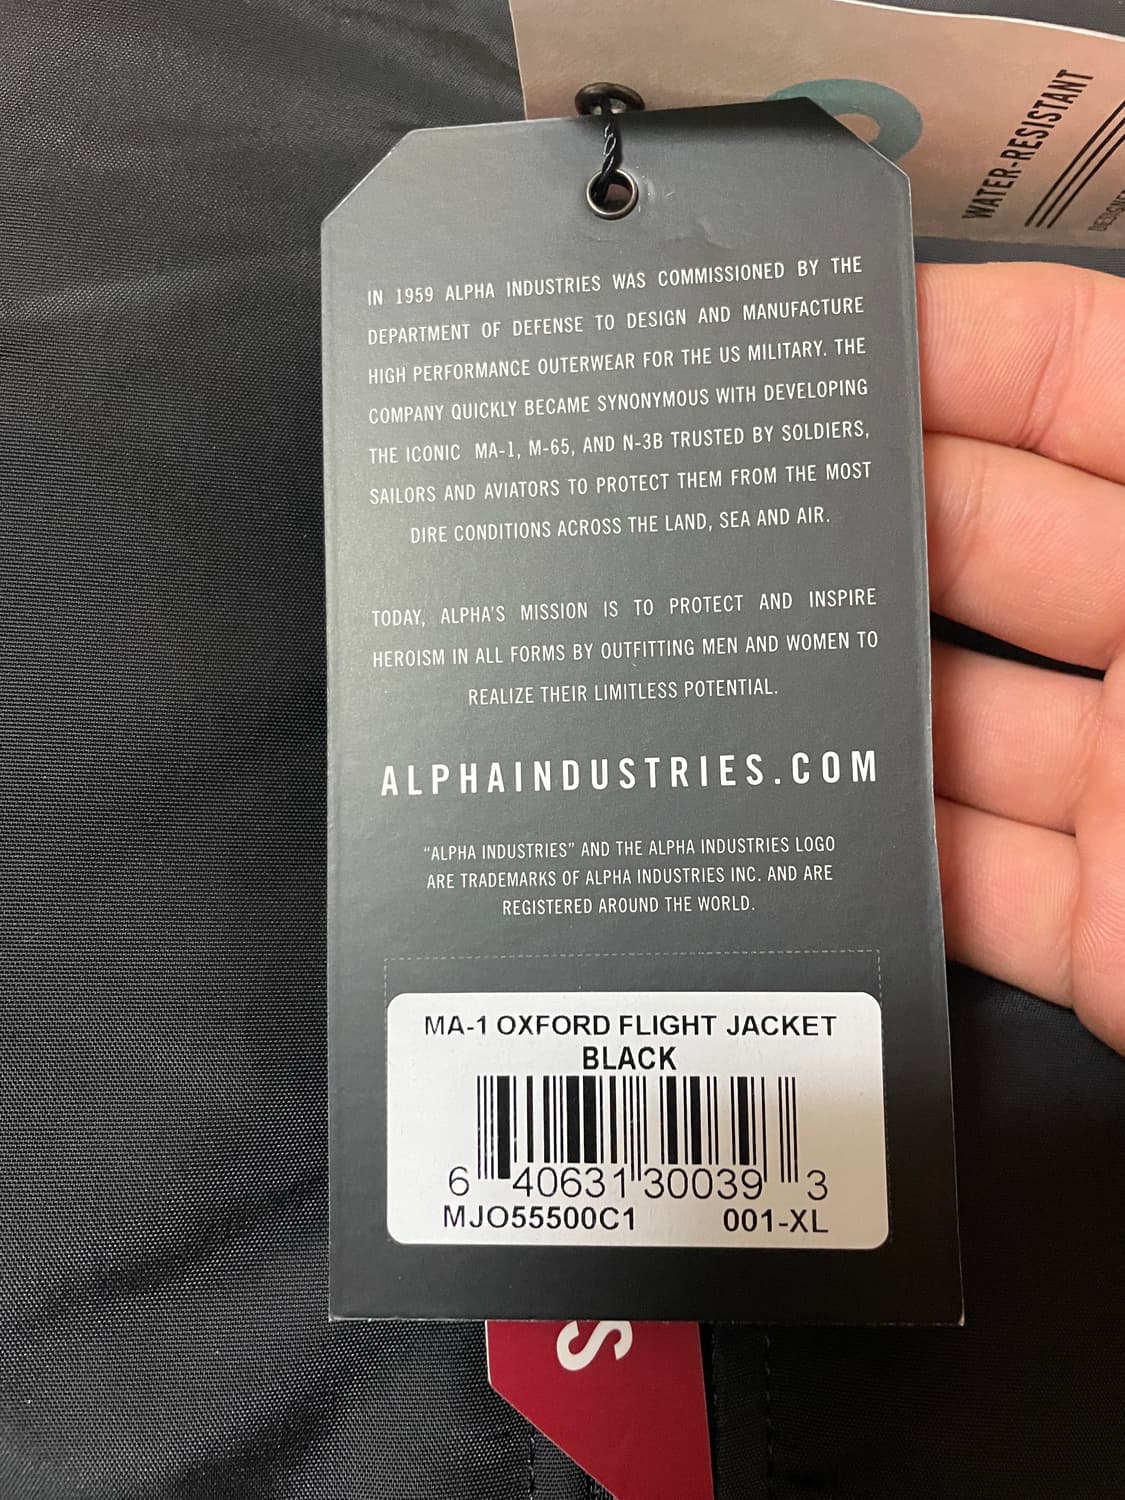 WATER-RESISTANT
IN 1959 ALPHA INDUSTRIES WAS COMMISSIONED BY THE
DEPARTMENT OF DEFENSE TO DESIGN AND MANUFACTURE
HIGH PERFORMANCE OUTERWEAR FOR THE US MILITARY. THE
COMPANY QUICKLY BECAME SYNONYMOUS WITH DEVELOPING
THE ICONIC MA-1, M-65, AND N-3B TRUSTED BY SOLDIERS,
SAILORS AND AVIATORS TO PROTECT THEM FROM THE MOST
DIRE CONDITIONS ACROSS THE LAND, SEA AND AIR.
TODAY, ALPHA'S MISSION IS TO PROTECT AND INSPIRE
HEROISM IN ALL FORMS BY OUTFITTING MEN AND WOMEN TO
REALIZE THEIR LIMITLESS POTENTIAL.
ALPHAINDUSTRIES.COM
“ALPHA INDUSTRIES” AND THE ALPHA INDUSTRIES LOGO
ARE TRADEMARKS OF ALPHA INDUSTRIES INC. AND ARE
REGISTERED AROUND THE WORLD.
MA-1 OXFORD FLIGHT JACKET
BLACK
6 40631 30039 3
MJO55500C1 001-XL
S